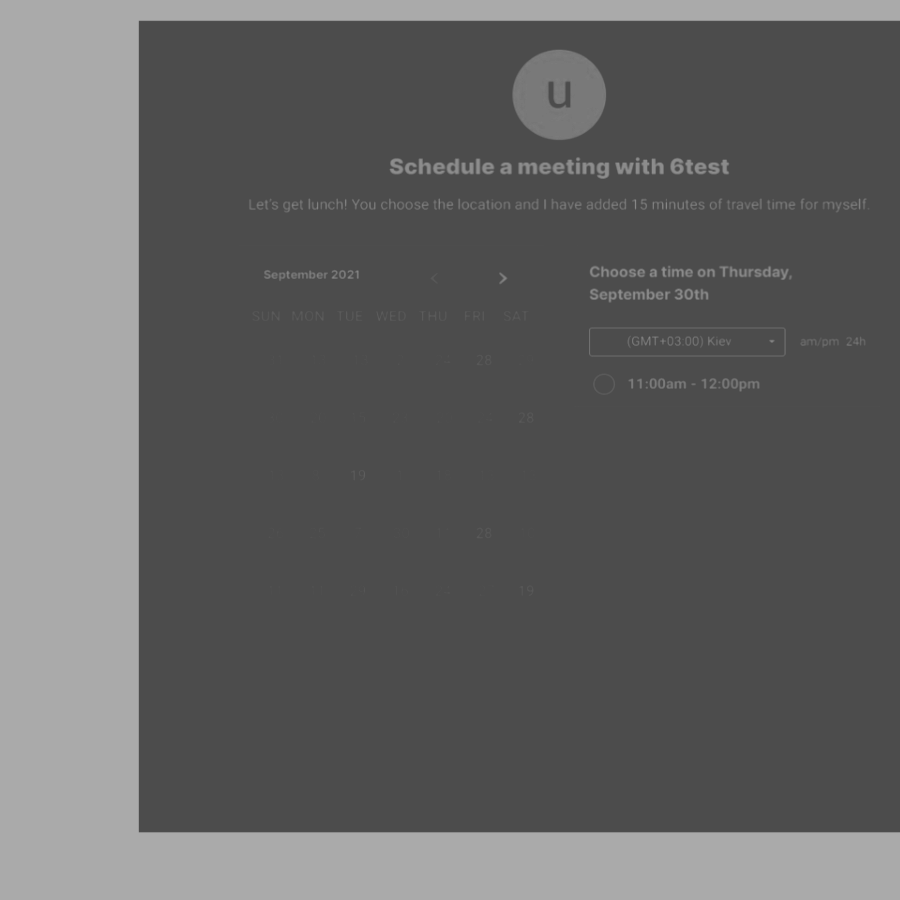 u
Schedule a meeting with 6test
Let's get lunch! You choose the location and I have added 15 minutes of travel time for myself.
September 2021
SUN MON TUE WED THU FRI SAT
28
28
19
28
19
Choose a time on Thursday,
September 30th
(GMT+03:00) Kiev
am/pm 24h
11:00am - 12:00pm